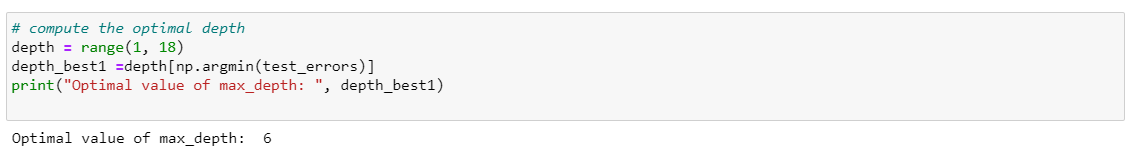 # compute the optimal depth
depth = range(1, 18)
depth_best1 =depth[np.argmin(test_errors)]
print("Optimal value of max_depth: ", depth_best1)
Optimal value of max_depth:  6